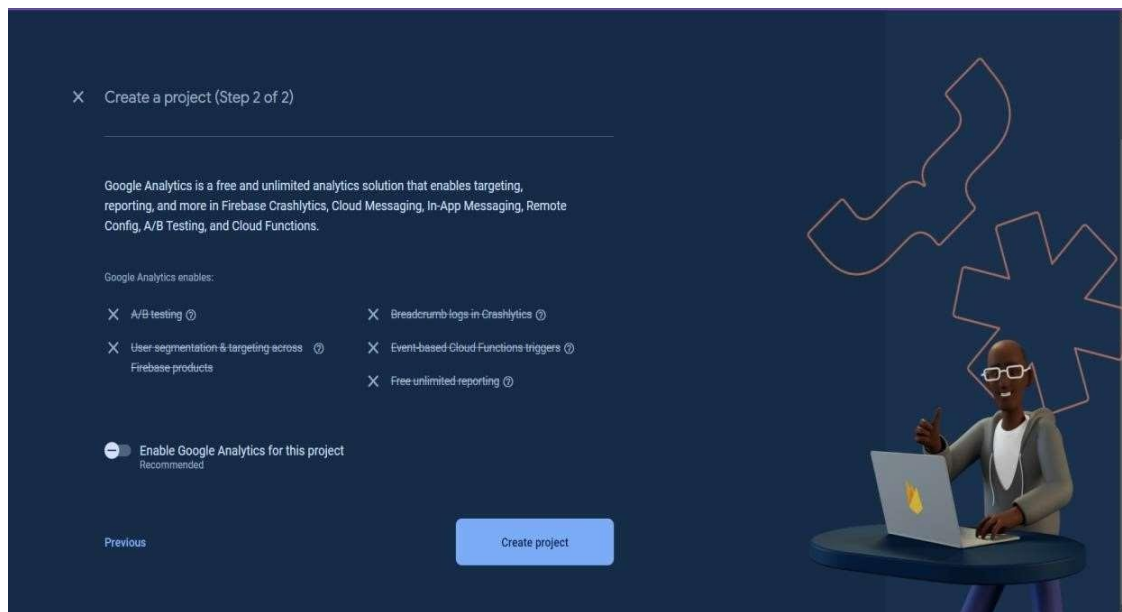 Create a project (Step 2 of 2)
Google Analytics is a free and unlimited analytics solution that enables targeting,
reporting, and more in Firebase Crashlytics, Cloud Messaging, In-App Messaging, Remote
Config, A/B Testing, and Cloud Functions.
Google Analytics enables:
A/B testing
User segmentation & targeting across
Firebase products
Breadcrumb logs in Crashlytics
Event-based Cloud Functions triggers
Free unlimited reporting
Enable Google Analytics for this project
Recommended
Previous
Create project